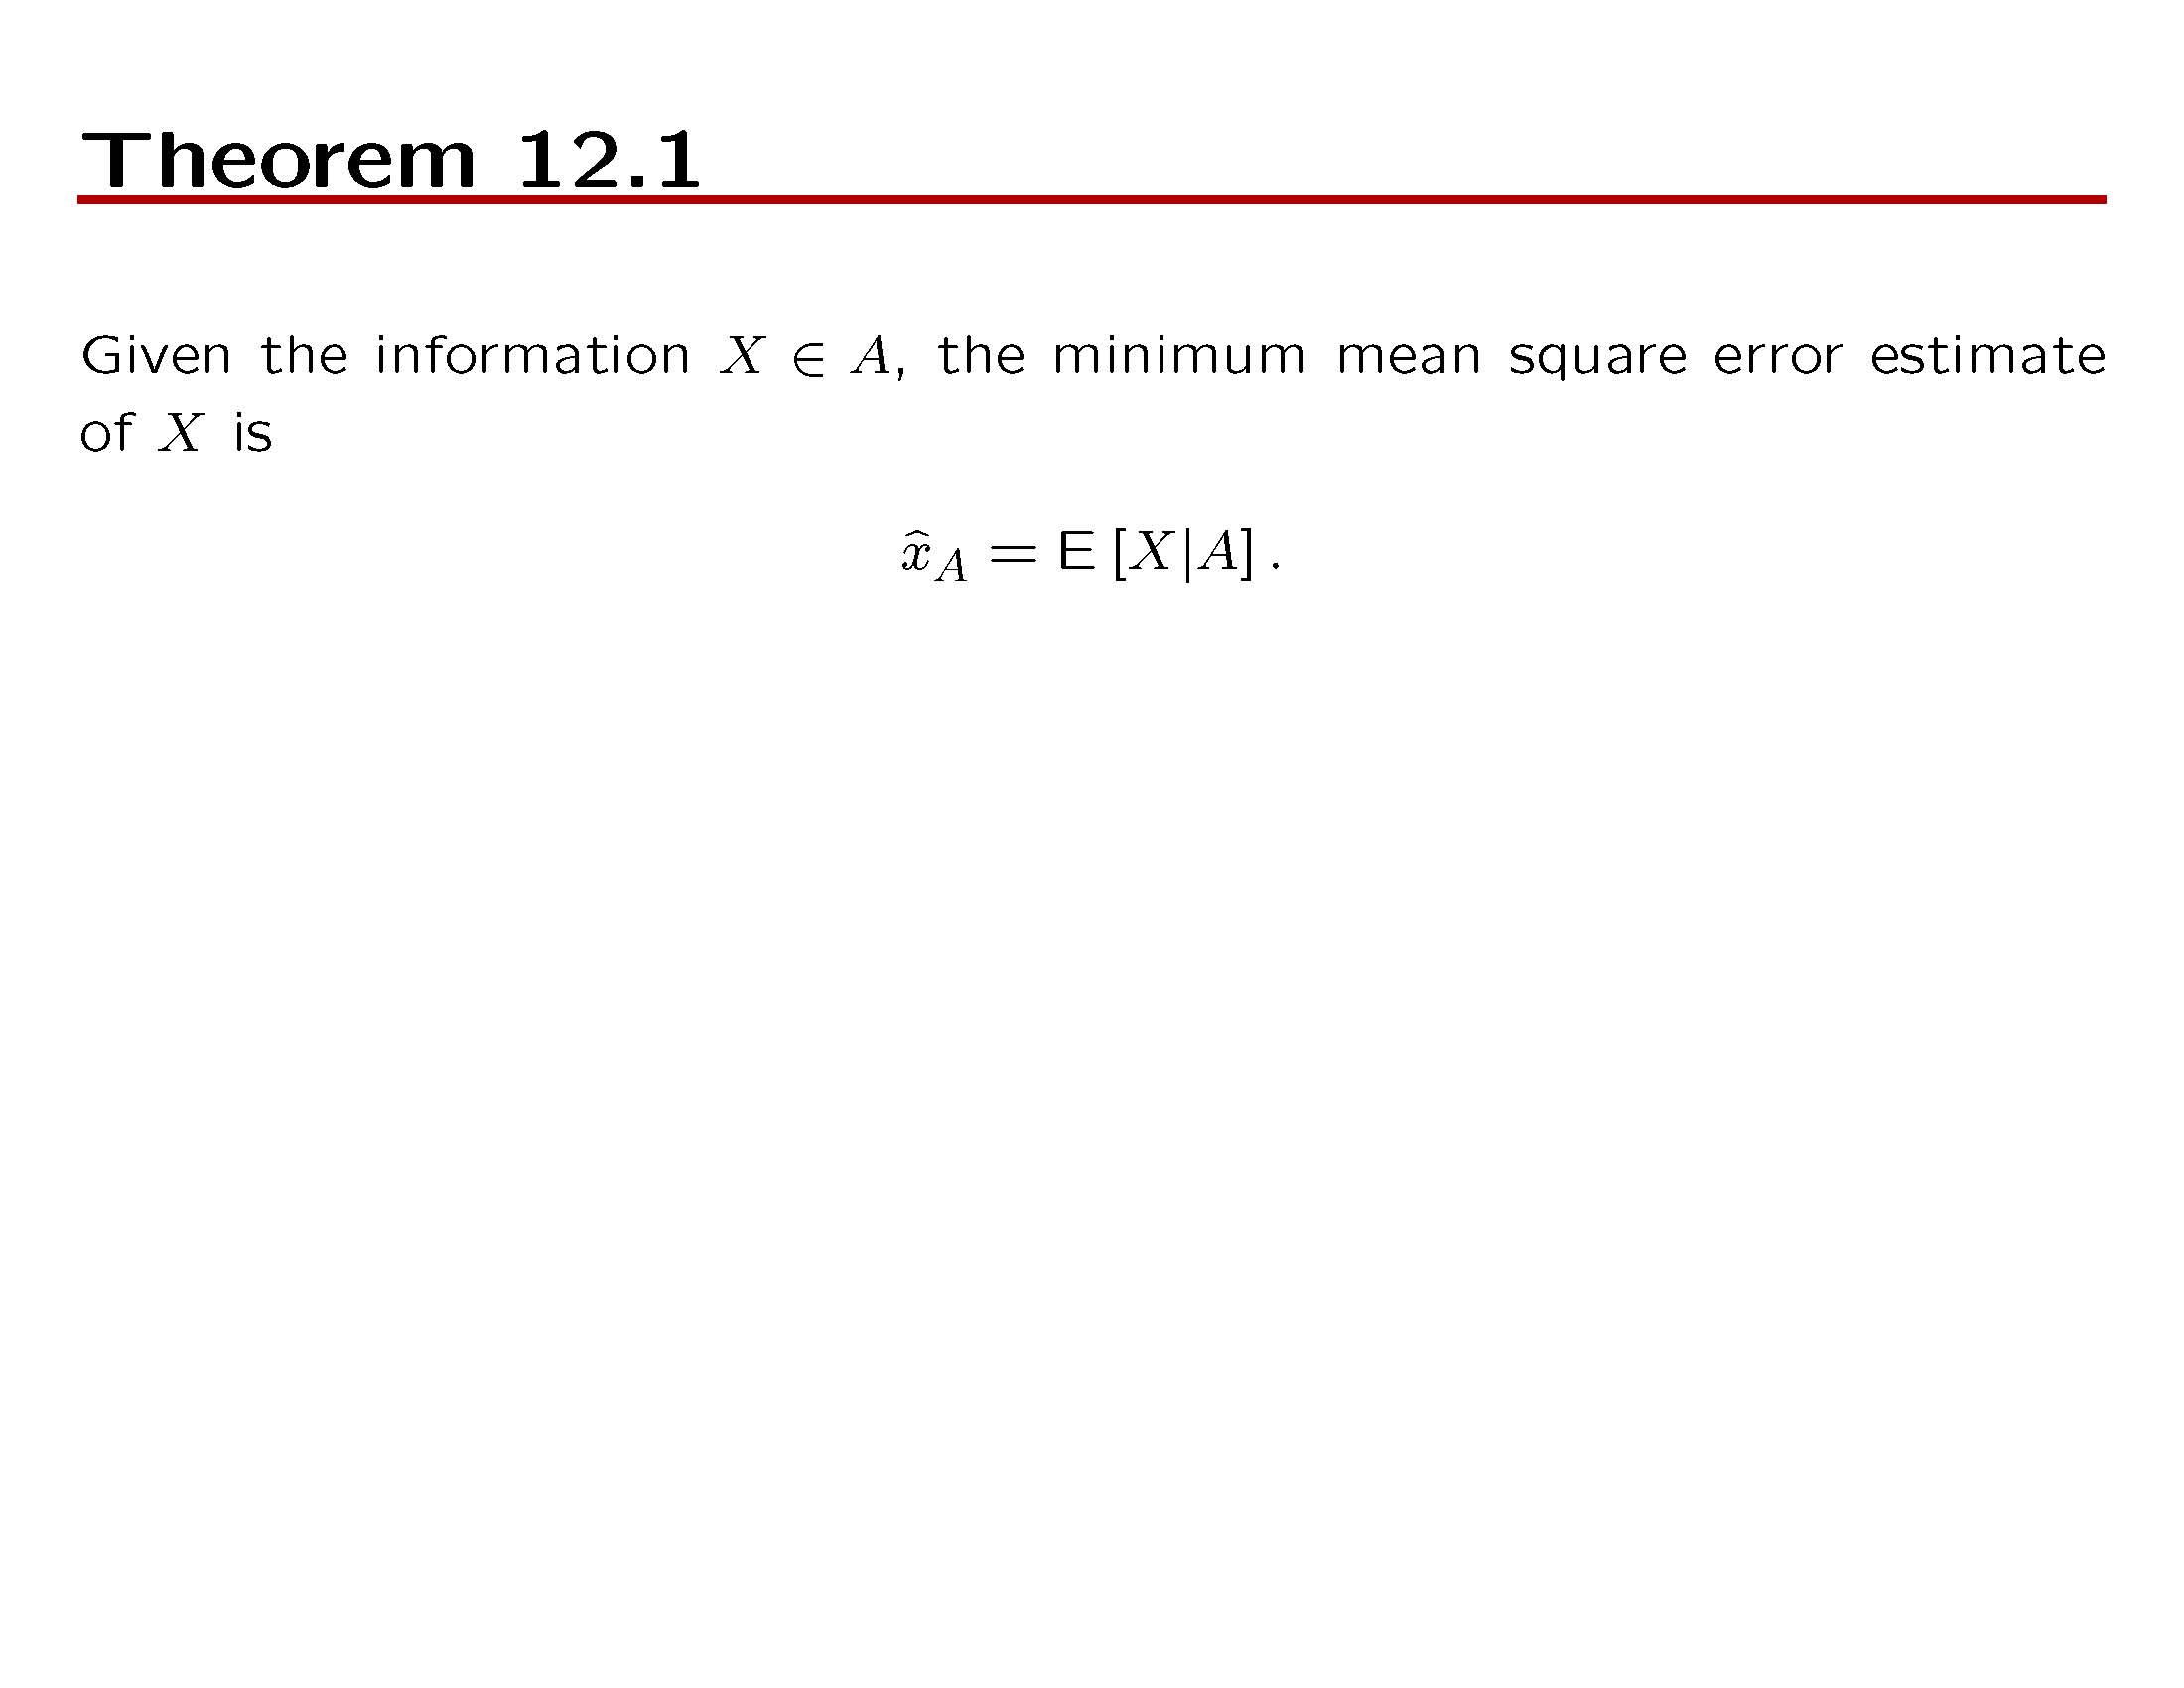 Theorem 12.1
Given the information X ∈ A, the minimum mean square error estimate
of X is
x̂_A = E [X|A] .